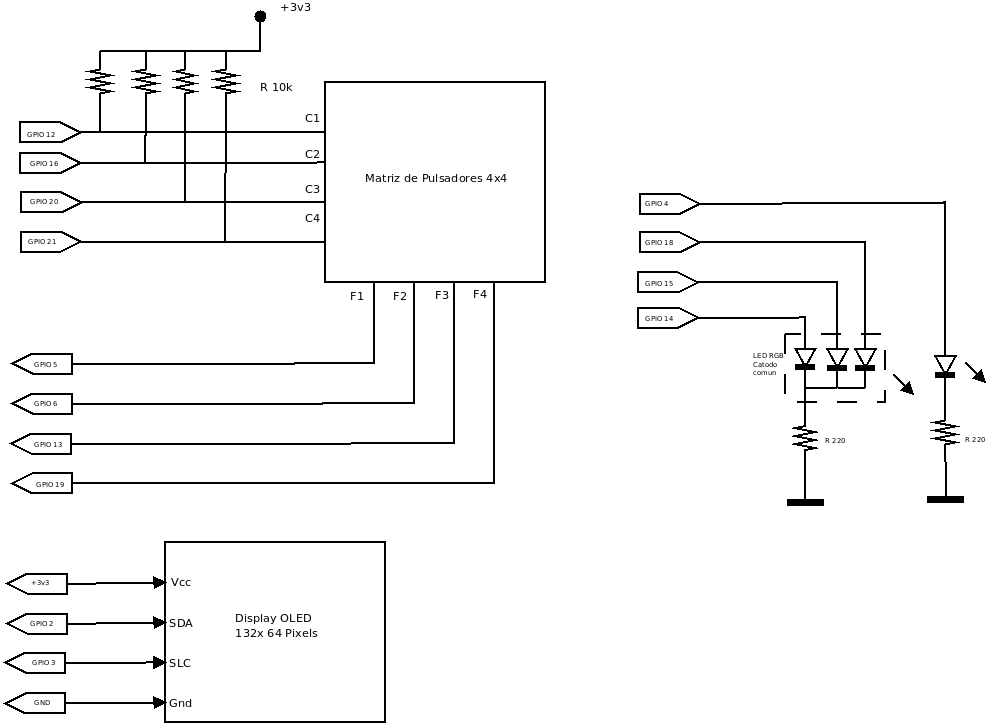 +3v3
R 10k
C1
GPIO 12
C2
GPIO 16
Matriz de Pulsadores 4x4
C3
GPIO 20
C4
GPIO 21
F1
F2
F3
F4
GPIO 5
GPIO 6
GPIO 13
GPIO 19
GPIO 4
GPIO 18
GPIO 15
GPIO 14
LED RGB
Catodo
comun
R 220
R 220
+3v3
Vcc
GPIO 2
SDA
Display OLED
132x 64 Pixels
GPIO 3
SLC
GND
Gnd